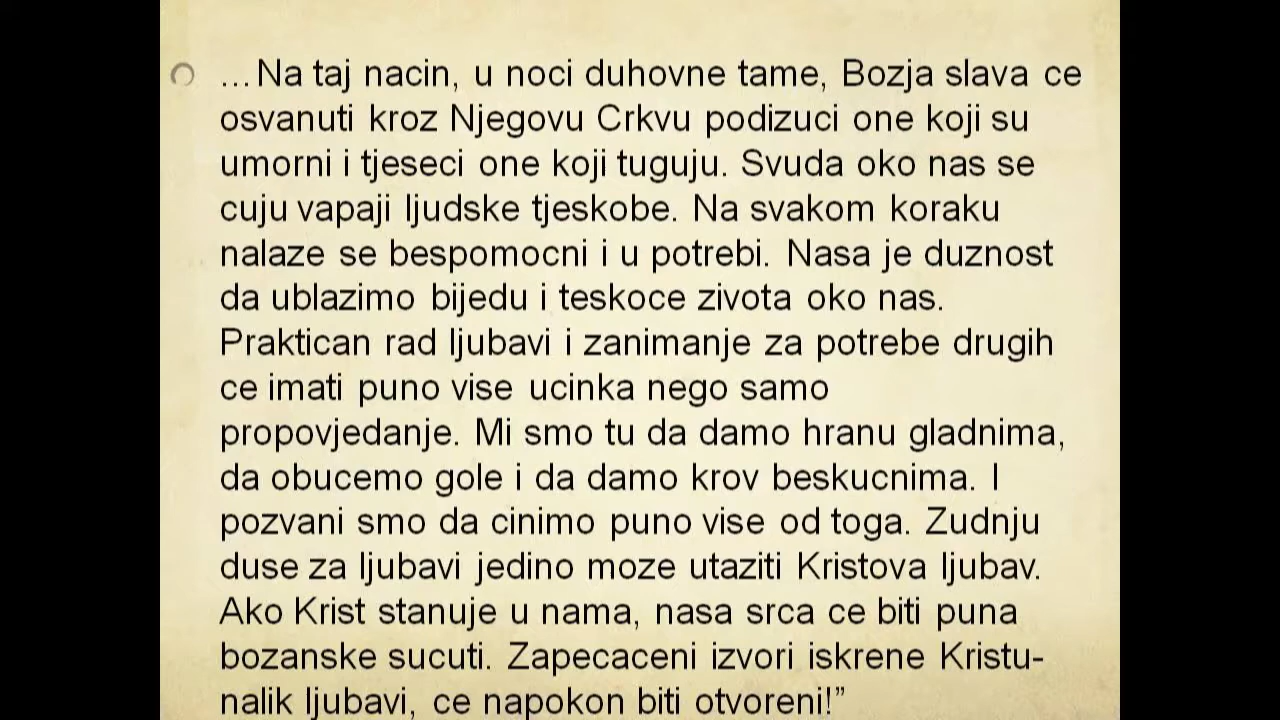 ...Na taj nacin, u noci duhovne tame, Bozja slava ce
osvanuti kroz Njegovu Crkvu podizuci one koji su
umorni i tjeseci one koji tuguju. Svuda oko nas se
cuju vapaji ljudske tjeskobe. Na svakom koraku
nalaze se bespomocni i u potrebi. Nasa je duznost
da ublazimo bijedu i teskoce zivota oko nas.
Praktican rad ljubavi i zanimanje za potrebe drugih
ce imati puno vise ucinka nego samo
propovjedanje. Mi smo tu da damo hranu gladnima,
da obucemo gole i da damo krov beskucnima. I
pozvani smo da cinimo puno vise od toga. Zudnju
duse za ljubavi jedino moze utaziti Kristova ljubav.
Ako Krist stanuje u nama, nasa srca ce biti puna
bozanske sucuti. Zapecaceni izvori iskrene Kristu-
nalik ljubavi, ce napokon biti otvoreni!”